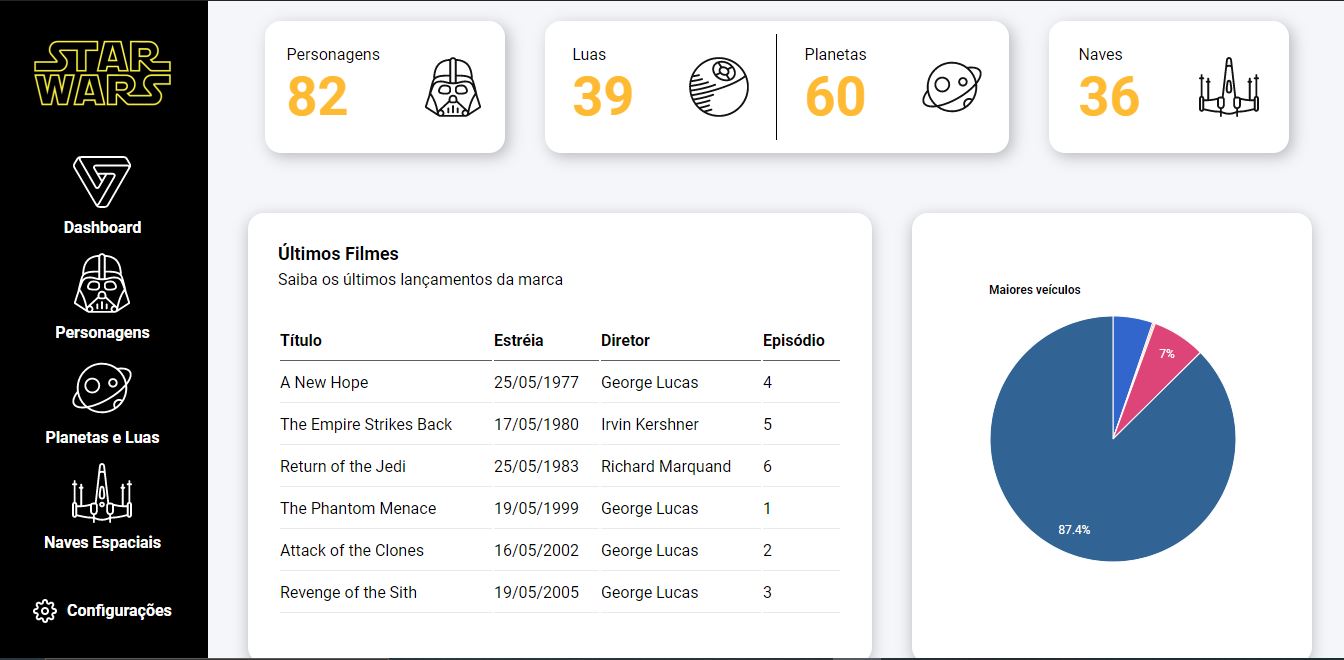 STAR
WARS
Dashboard
Personagens
Planetas e Luas
Naves Espaciais
Configurações
Personagens
82
Luas
39
Planetas
60
Naves
36
Últimos Filmes
Saiba os últimos lançamentos da marca
Título Estréia Diretor Episódio
A New Hope 25/05/1977 George Lucas 4
The Empire Strikes Back 17/05/1980 Irvin Kershner 5
Return of the Jedi 25/05/1983 Richard Marquand 6
The Phantom Menace 19/05/1999 George Lucas 1
Attack of the Clones 16/05/2002 George Lucas 2
Revenge of the Sith 19/05/2005 George Lucas 3
Maiores veículos
7%
87.4%